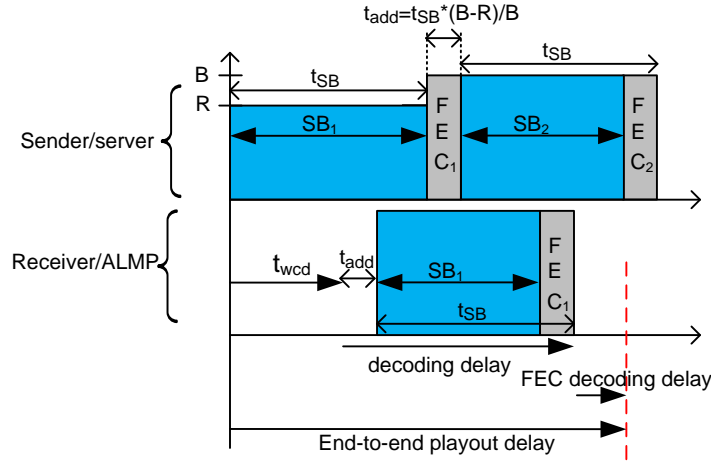 t_add=t_SB*(B-R)/B
B
t_SB
t_SB
R
Sender/server
SB_1
F
E
C_1
SB_2
F
E
C_2
Receiver/ALMP
t_wcd
t_add
SB_1
F
E
C_1
t_SB
decoding delay
FEC decoding delay
End-to-end playout delay